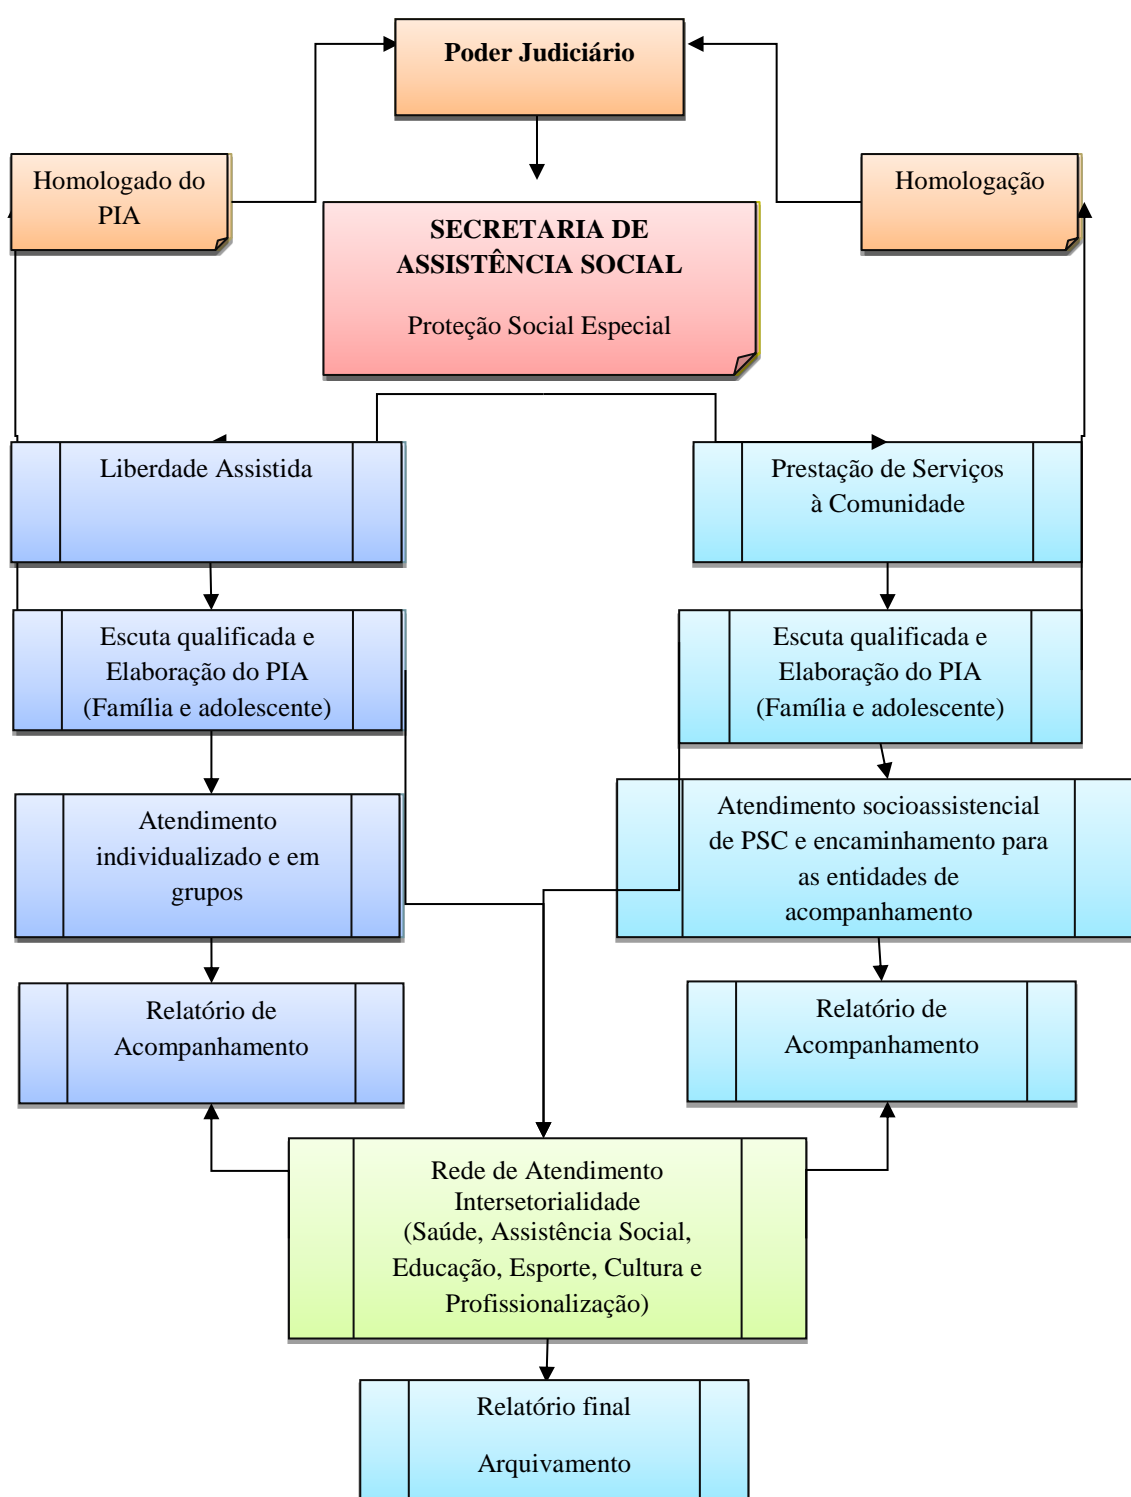 Poder Judiciário
Homologado do
PIA
Homologação
SECRETARIA DE
ASSISTÊNCIA SOCIAL
Proteção Social Especial
Liberdade Assistida
Prestação de Serviços
à Comunidade
Escuta qualificada e
Elaboração do PIA
(Família e adolescente)
Escuta qualificada e
Elaboração do PIA
(Família e adolescente)
Atendimento
individualizado e em
grupos
Atendimento socioassistencial
de PSC e encaminhamento para
as entidades de
acompanhamento
Relatório de
Acompanhamento
Relatório de
Acompanhamento
Rede de Atendimento
Intersetorialidade
(Saúde, Assistência Social,
Educação, Esporte, Cultura e
Profissionalização)
Relatório final
Arquivamento